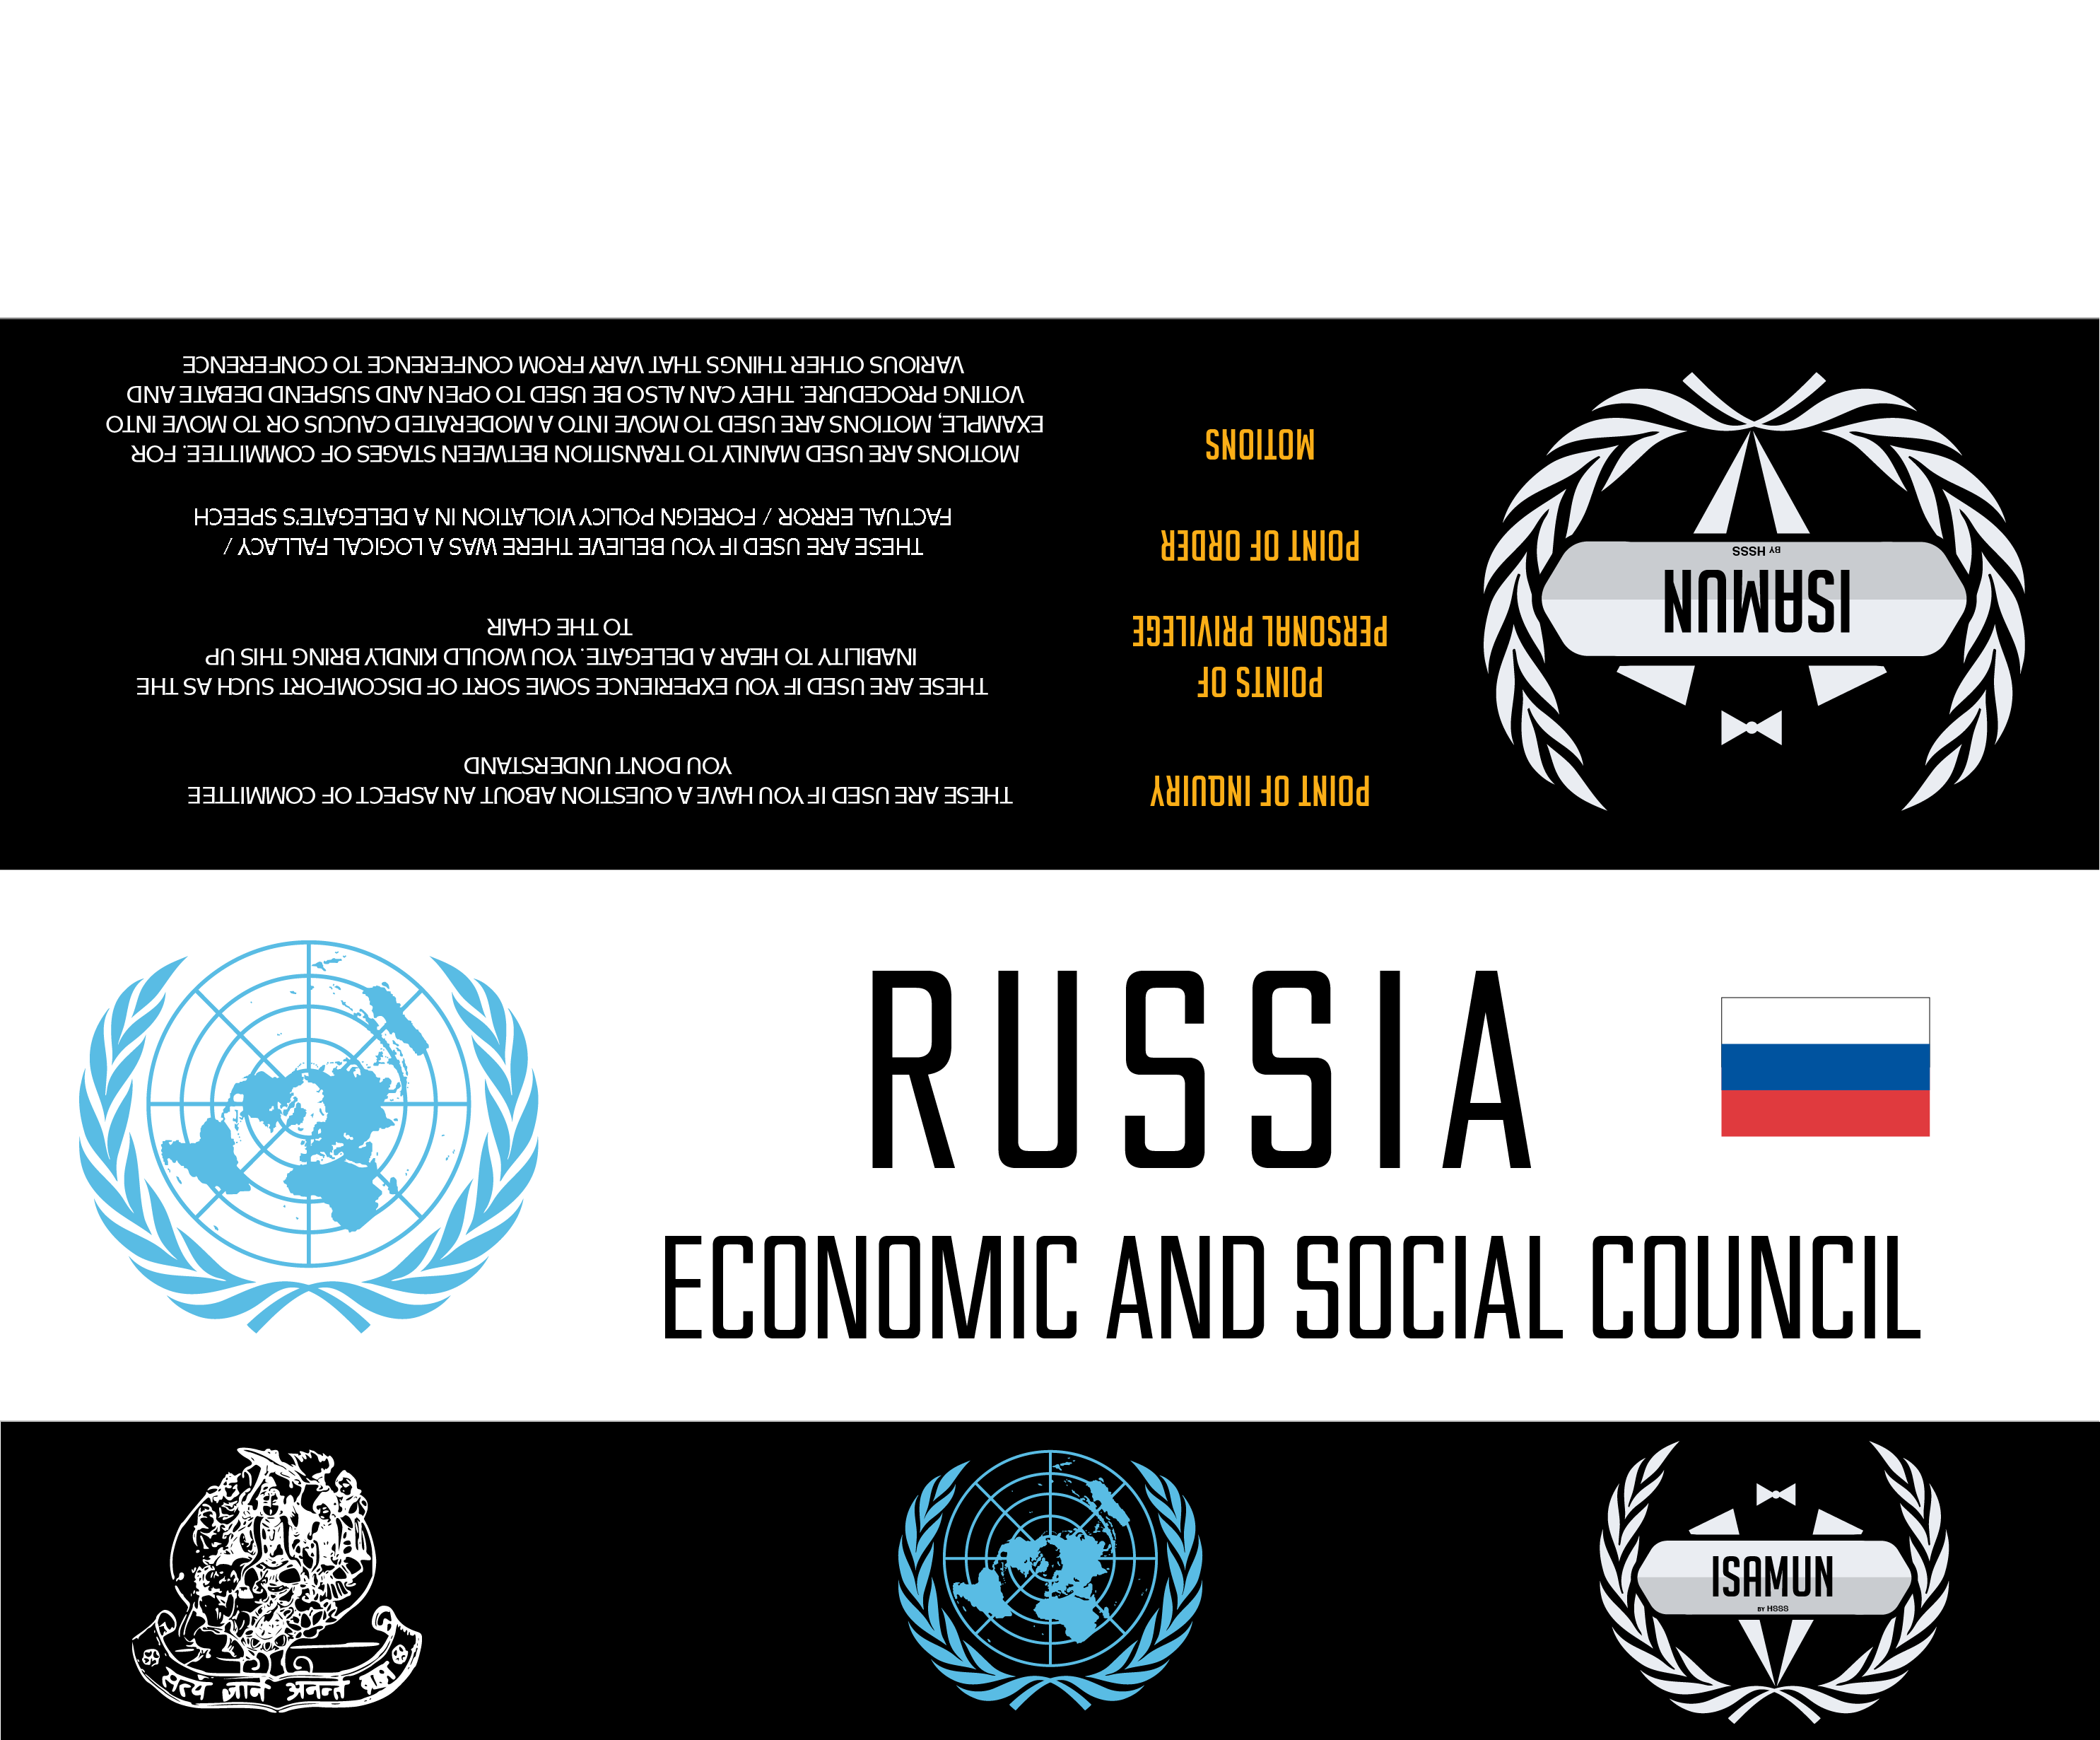 POINT OF INQUIRY
THESE ARE USED IF YOU HAVE A QUESTION ABOUT AN ASPECT OF COMMITTEE
YOU DON'T UNDERSTAND
POINTS OF
PERSONAL PRIVILEGE
THESE ARE USED IF YOU EXPERIENCE SOME SORT OF DISCOMFORT SUCH AS THE
INABILITY TO HEAR A DELEGATE. YOU WOULD KINDLY BRING THIS UP
TO THE CHAIR
POINT OF ORDER
THESE ARE USED IF YOU BELIEVE THERE WAS A LOGICAL FALLACY /
FACTUAL ERROR / FOREIGN POLICY VIOLATION IN A DELEGATE'S SPEECH
MOTIONS
MOTIONS ARE USED MAINLY TO TRANSITION BETWEEN STAGES OF COMMITTEE. FOR
EXAMPLE, MOTIONS ARE USED TO MOVE INTO A MODERATED CAUCUS OR TO MOVE INTO
VOTING PROCEDURE. THEY CAN ALSO BE USED TO OPEN AND SUSPEND DEBATE AND
VARIOUS OTHER THINGS THAT VARY FROM CONFERENCE TO CONFERENCE
ISAMUN
BY HSSS
RUSSIA
ECONOMIC AND SOCIAL COUNCIL
सत्यं ज्ञानं अनन्तं ब्रह्म
ISAMUN
BY HSSS